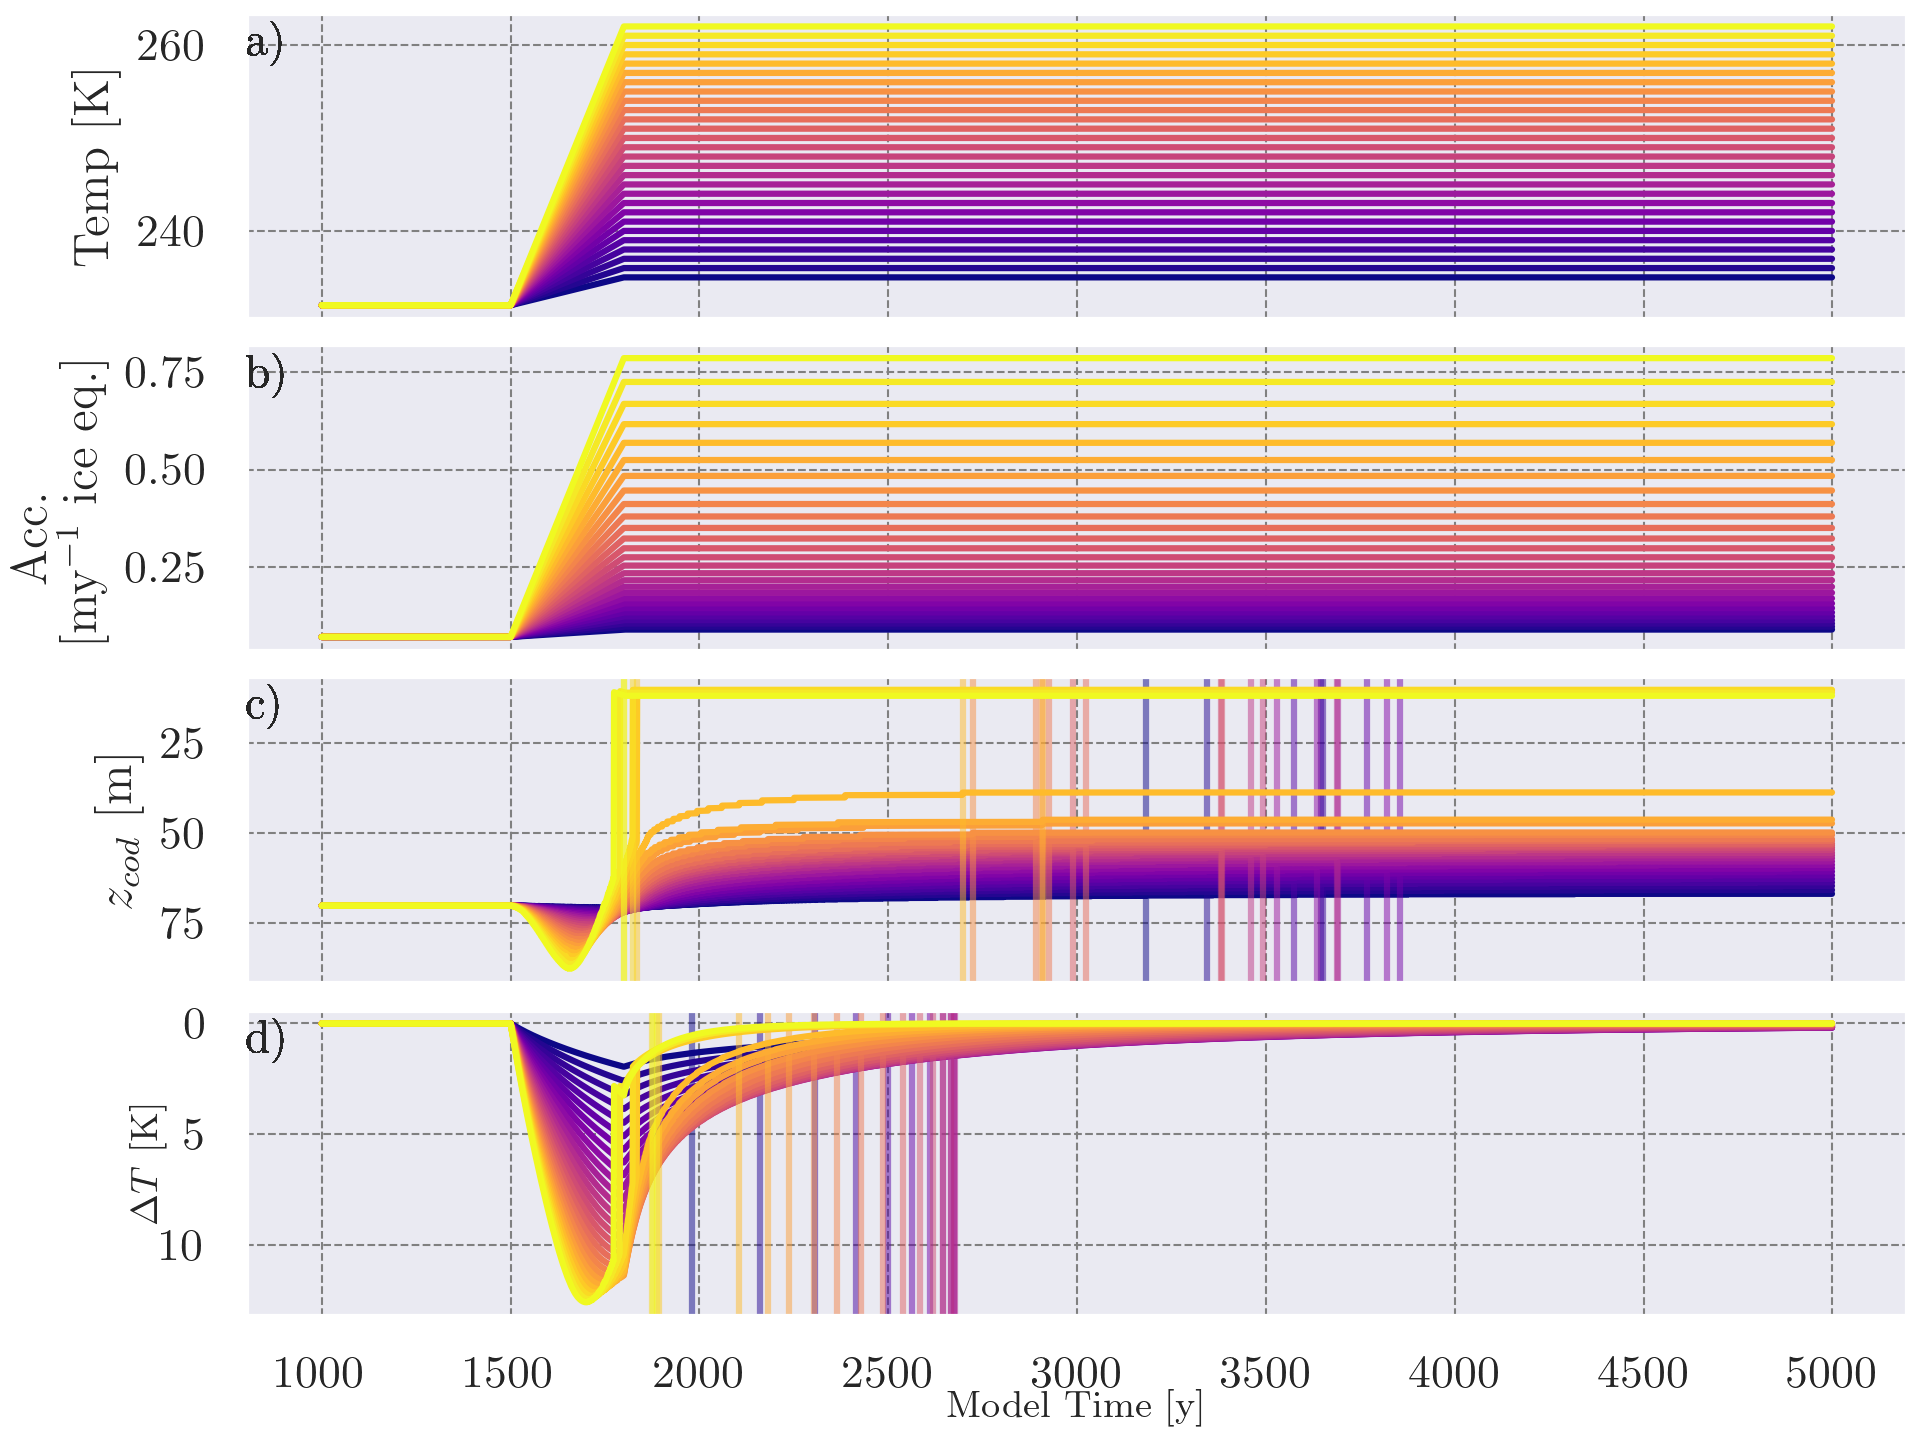 a)
Temp [K]
260
240
b)
Acc.
[my⁻¹ ice eq.]
0.75
0.50
0.25
c)
z_cod [m]
25
50
75
d)
ΔT [K]
0
5
10
1000 1500 2000 2500 3000 3500 4000 4500 5000
Model Time [y]